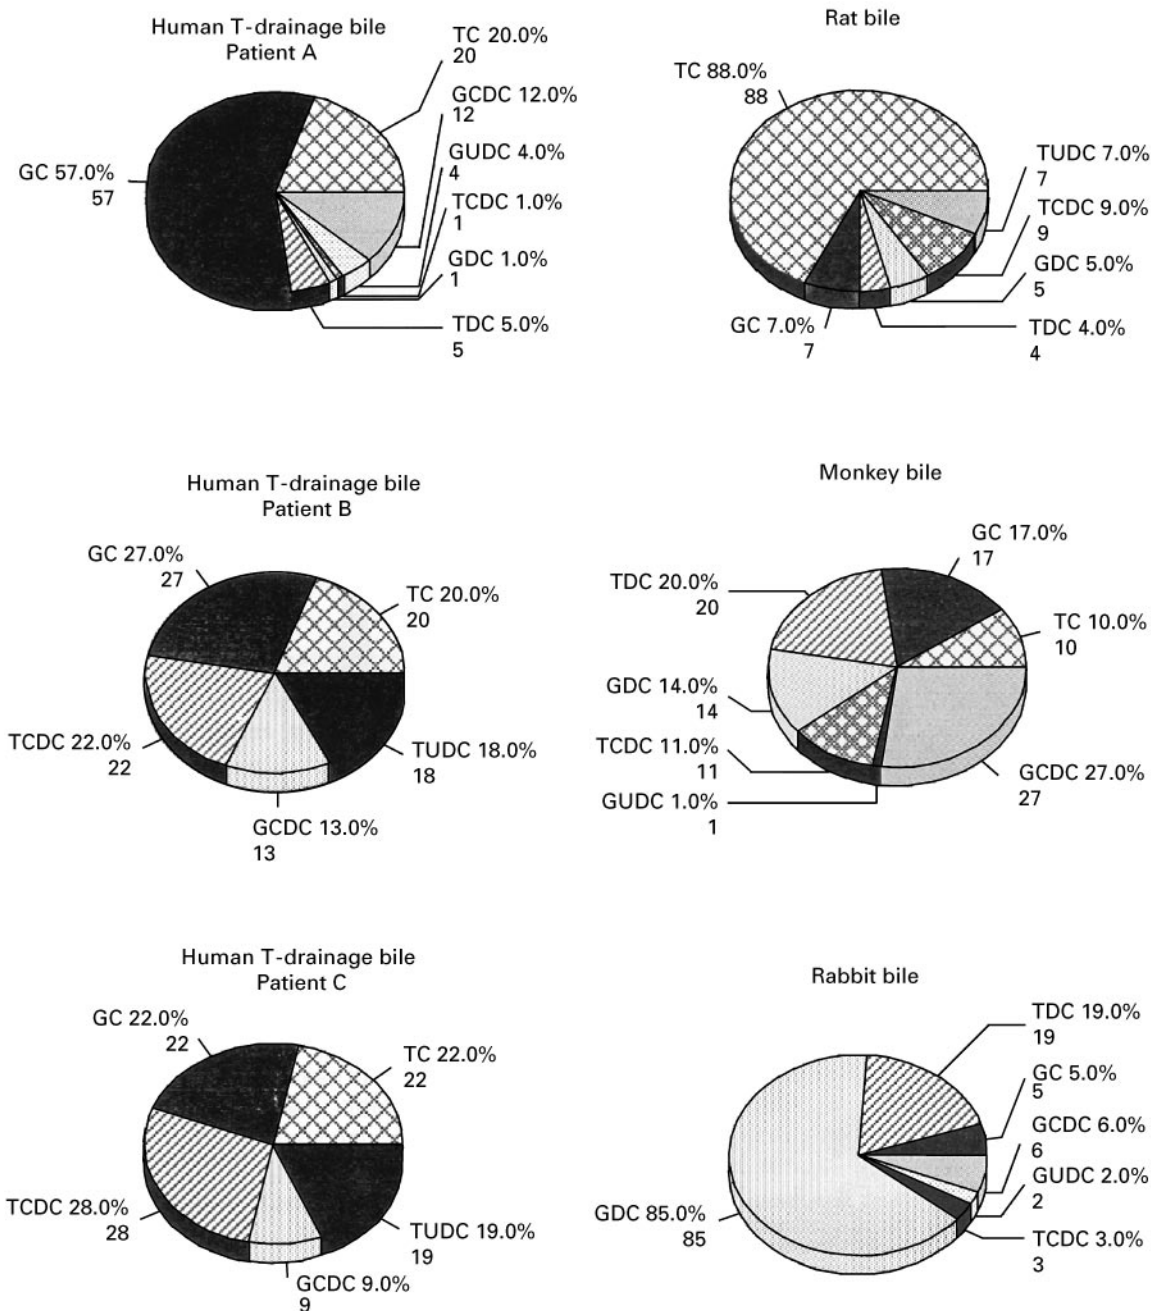 Human T-drainage bile
Patient A
TC 20.0%
20
GCDC 12.0%
12
GUDC 4.0%
4
TCDC 1.0%
1
GDC 1.0%
1
TDC 5.0%
5
GC 57.0%
57
Rat bile
TC 88.0%
88
TUDC 7.0%
7
TCDC 9.0%
9
GDC 5.0%
5
TDC 4.0%
4
GC 7.0%
7
Human T-drainage bile
Patient B
GC 27.0%
27
TC 20.0%
20
TCDC 22.0%
22
TUDC 18.0%
18
GCDC 13.0%
13
Monkey bile
GC 17.0%
17
TDC 20.0%
20
TC 10.0%
10
GDC 14.0%
14
TCDC 11.0%
11
GUDC 1.0%
1
GCDC 27.0%
27
Human T-drainage bile
Patient C
GC 22.0%
22
TC 22.0%
22
TCDC 28.0%
28
TUDC 19.0%
19
GCDC 9.0%
9
Rabbit bile
TDC 19.0%
19
GC 5.0%
5
GCDC 6.0%
6
GUDC 2.0%
2
TCDC 3.0%
3
GDC 85.0%
85